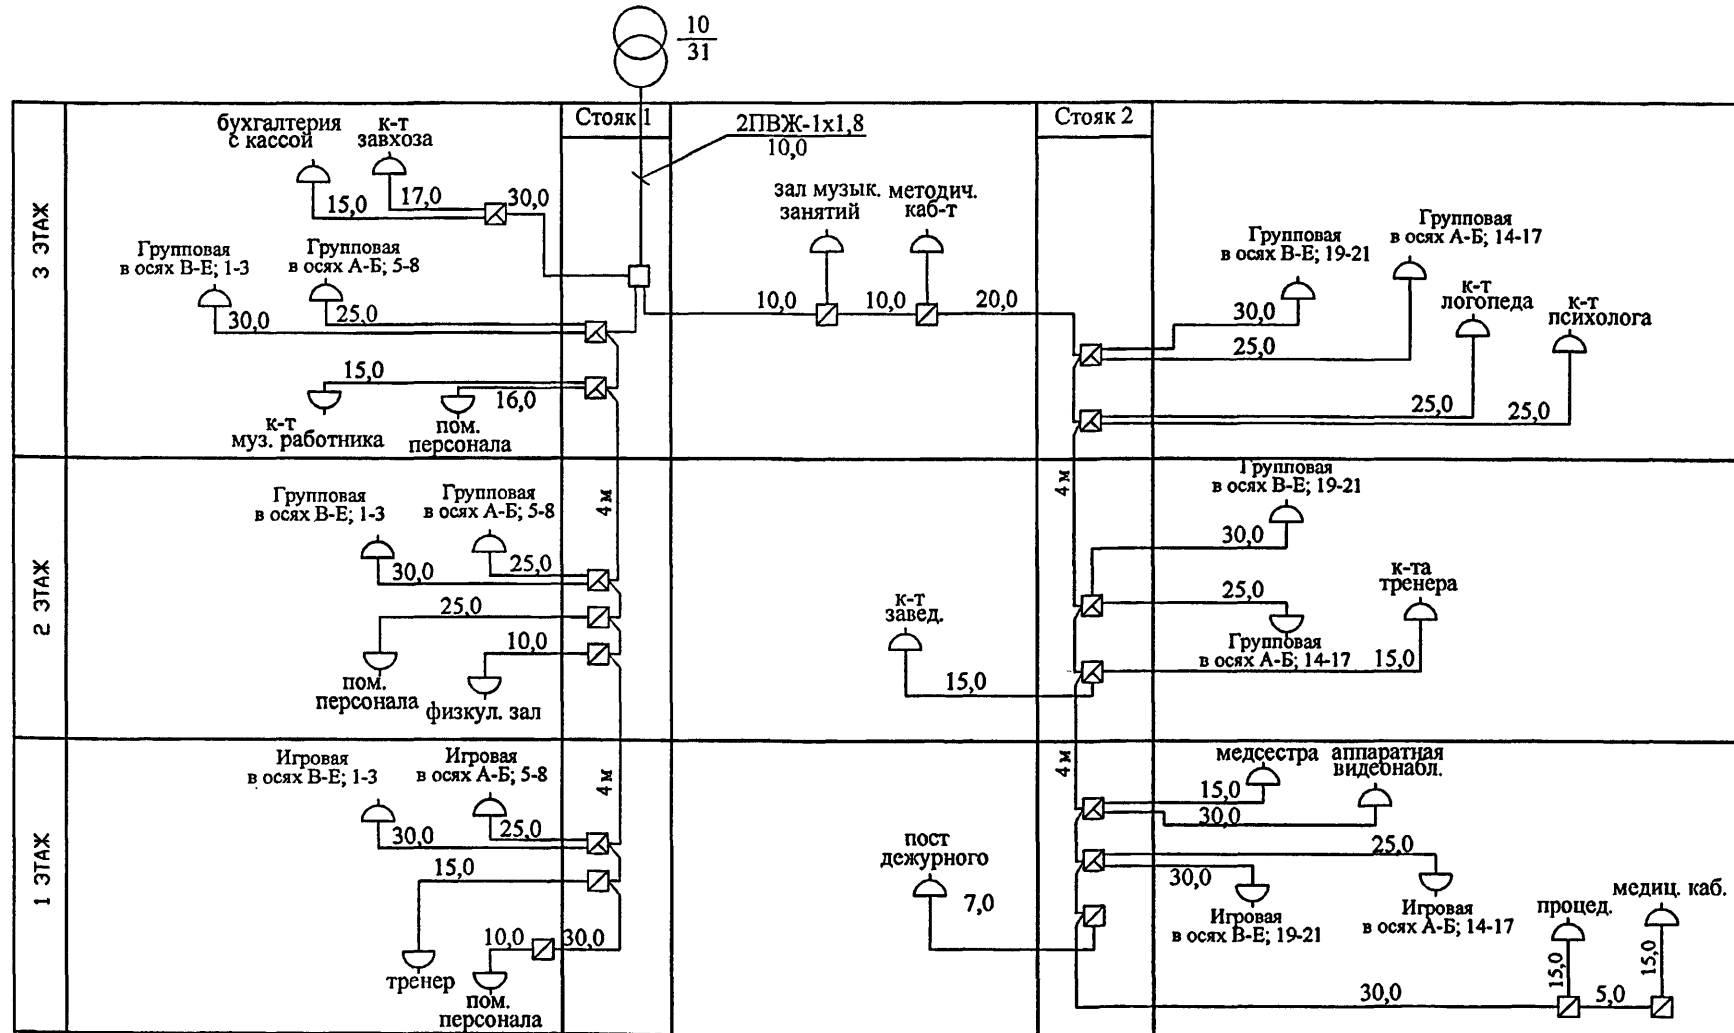 10
31
Стояк 1
Стояк 2
2ПВЖ-1x1,8
10,0
3 ЭТАЖ
бухгалтерия
с кассой
к-т
завхоза
15,0
17,0
30,0
Групповая
в осях В-Е; 1-3
Групповая
в осях А-Б; 5-8
30,0
25,0
15,0
16,0
к-т
муз. работника
пом.
персонала
зал музык.
занятий
методич.
каб-т
10,0
10,0
20,0
Групповая
в осях В-Е; 19-21
Групповая
в осях А-Б; 14-17
к-т
логопеда
к-т
психолога
30,0
25,0
25,0
25,0
2 ЭТАЖ
4 м
4 м
Групповая
в осях В-Е; 1-3
Групповая
в осях А-Б; 5-8
30,0
25,0
25,0
10,0
пом.
персонала
физкул. зал
к-т
завед.
15,0
Групповая
в осях В-Е; 19-21
30,0
25,0
Групповая
в осях А-Б; 14-17
к-та
тренера
15,0
1 ЭТАЖ
4 м
4 м
Игровая
в осях В-Е; 1-3
Игровая
в осях А-Б; 5-8
30,0
25,0
15,0
10,0
30,0
тренер
пом.
персонала
пост
дежурного
7,0
медсестра
аппаратная
видеонабл.
15,0
30,0
25,0
30,0
Игровая
в осях В-Е; 19-21
Игровая
в осях А-Б; 14-17
процед.
медиц. каб.
15,0
15,0
30,0
5,0